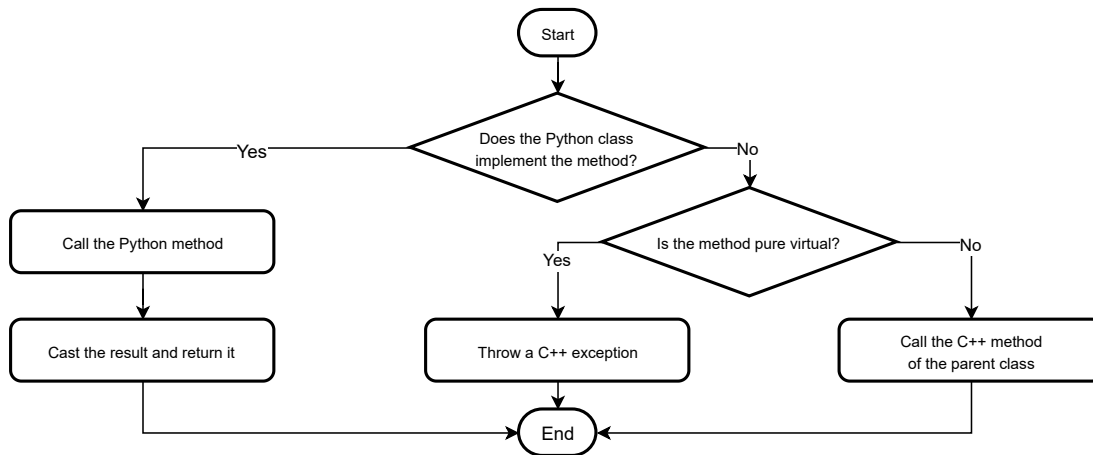 Start
Does the Python class
implement the method?
Yes
No
Call the Python method
Is the method pure virtual?
Yes
No
Cast the result and return it
Throw a C++ exception
Call the C++ method
of the parent class
End